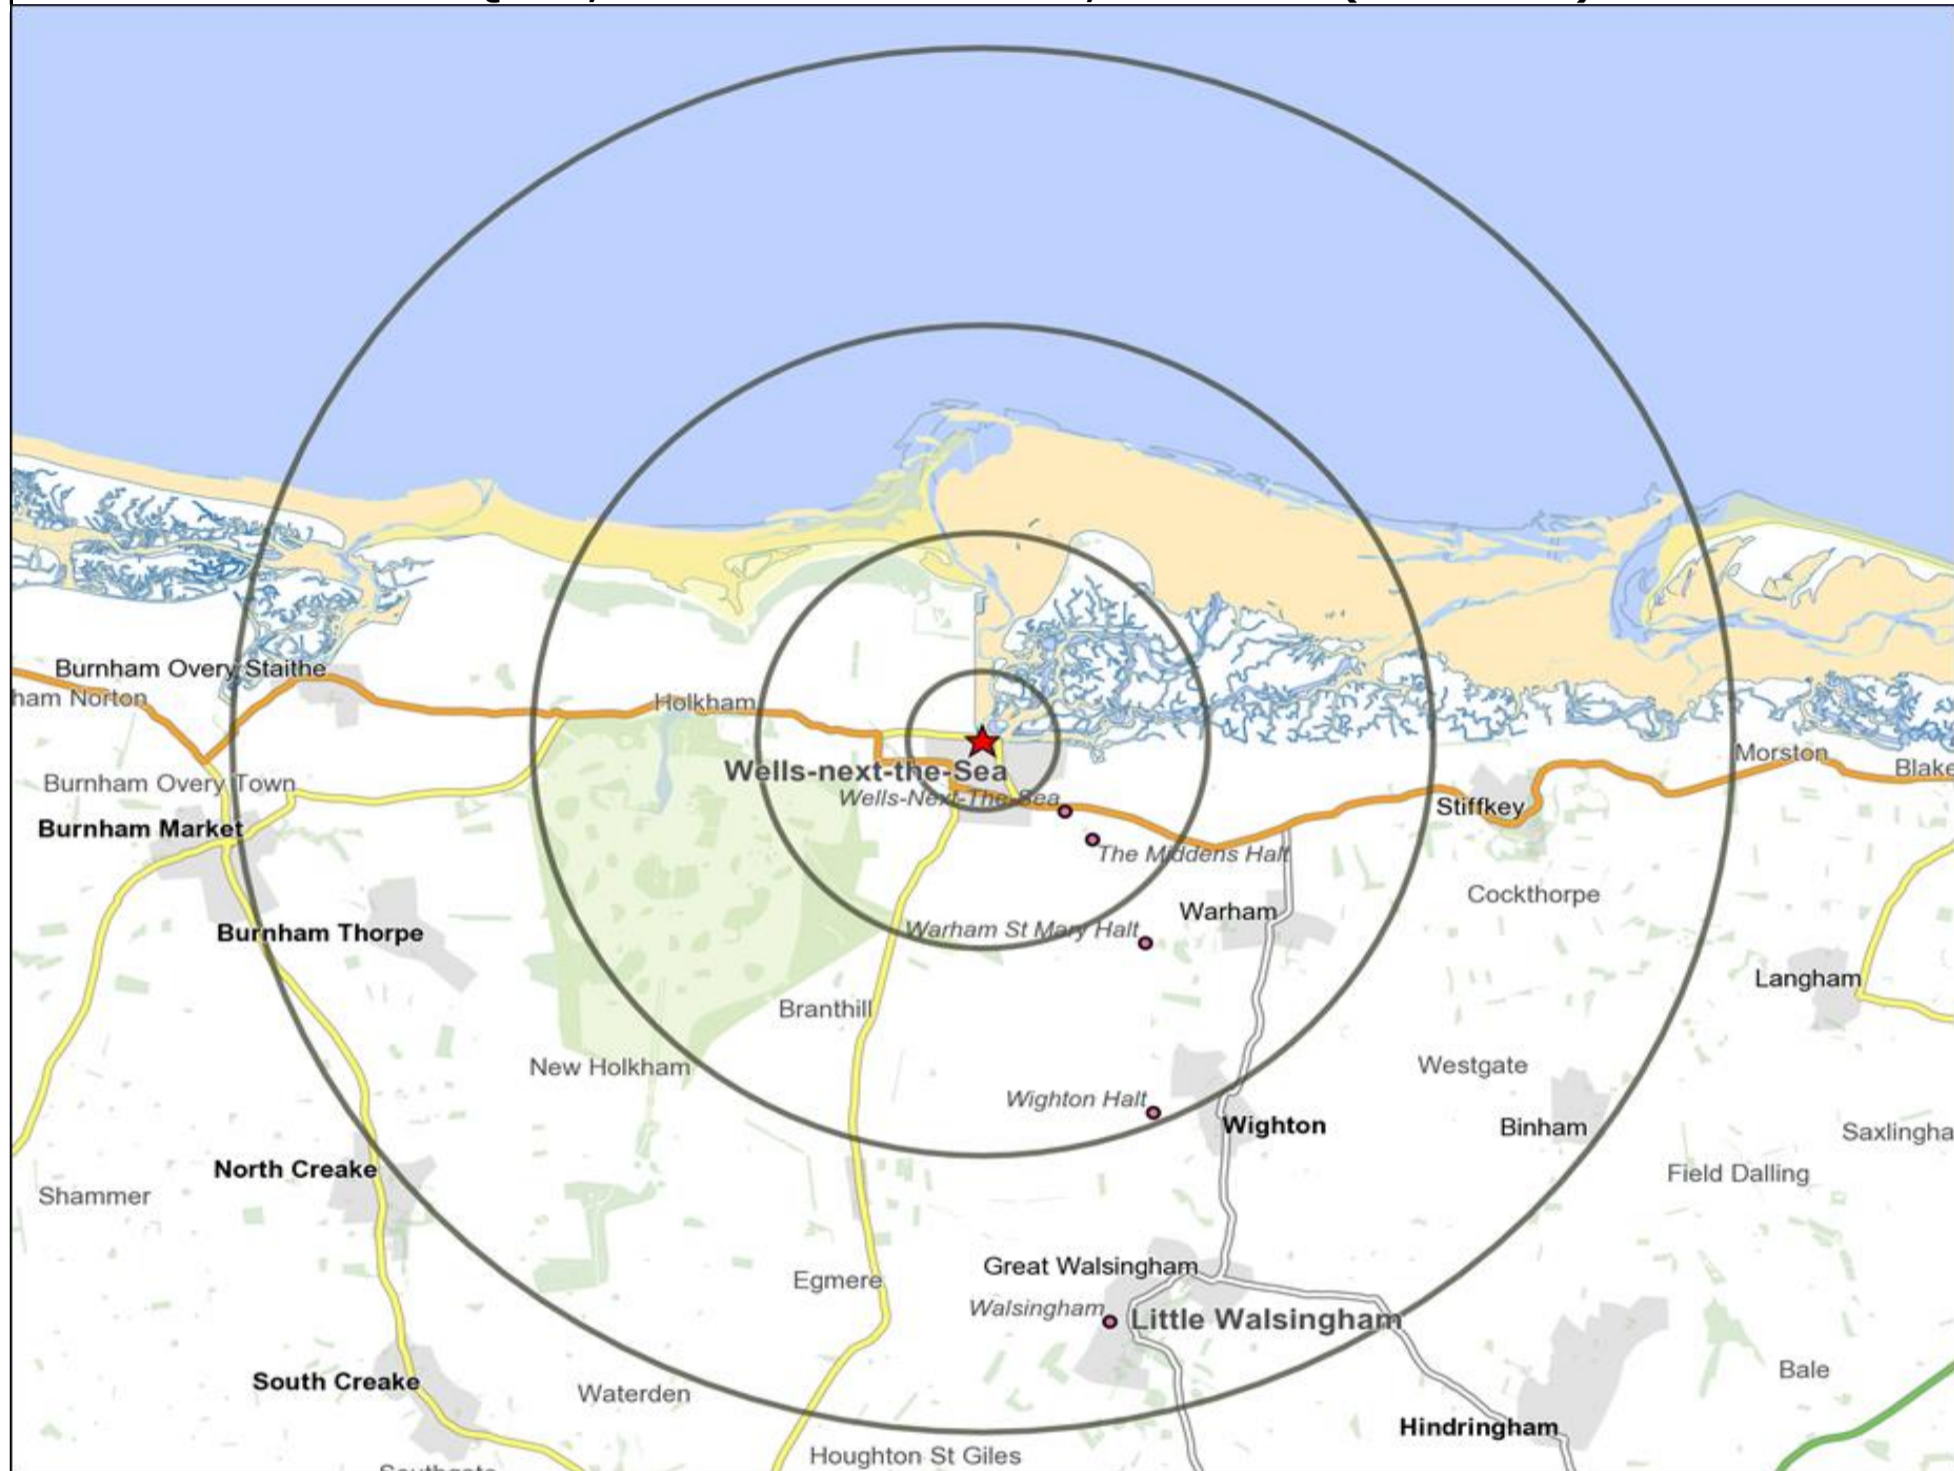 Burnham Overy Staithe
ham Norton
Holkham
Morston
Blake
Burnham Overy Town
Wells-next-the-Sea
Wells-Next-The-Sea
Stiffkey
Burnham Market
The Middens Halt
Cockthorpe
Warham
Burnham Thorpe
Warham St Mary Halt
Langham
Branthill
New Holkham
Westgate
Wighton Halt
Wighton
Binham
Saxlingha
North Creake
Field Dalling
Shammer
Great Walsingham
Egmere
Walsingham
Little Walsingham
Bale
South Creake
Waterden
Hindringham
Houghton St Giles